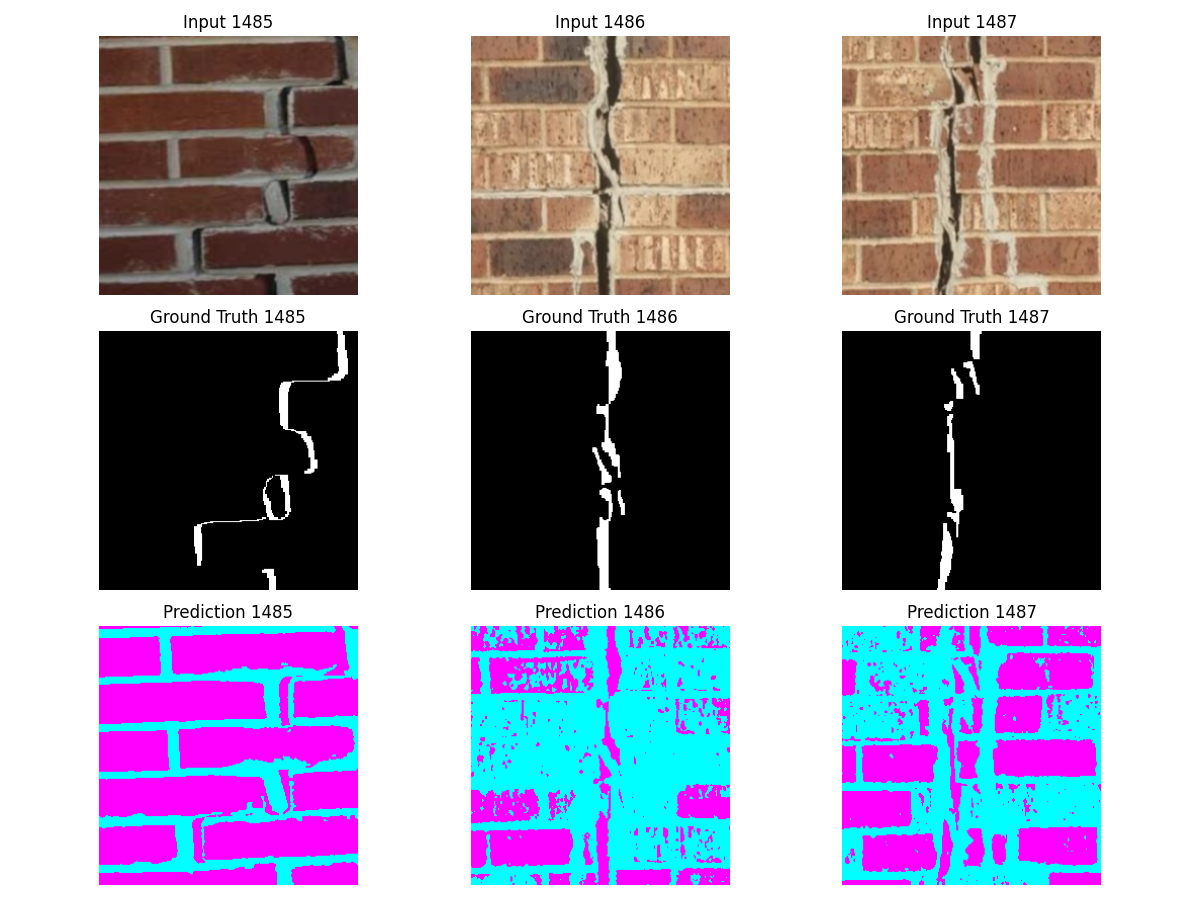 Input 1485
Input 1486
Input 1487
Ground Truth 1485
Ground Truth 1486
Ground Truth 1487
Prediction 1485
Prediction 1486
Prediction 1487